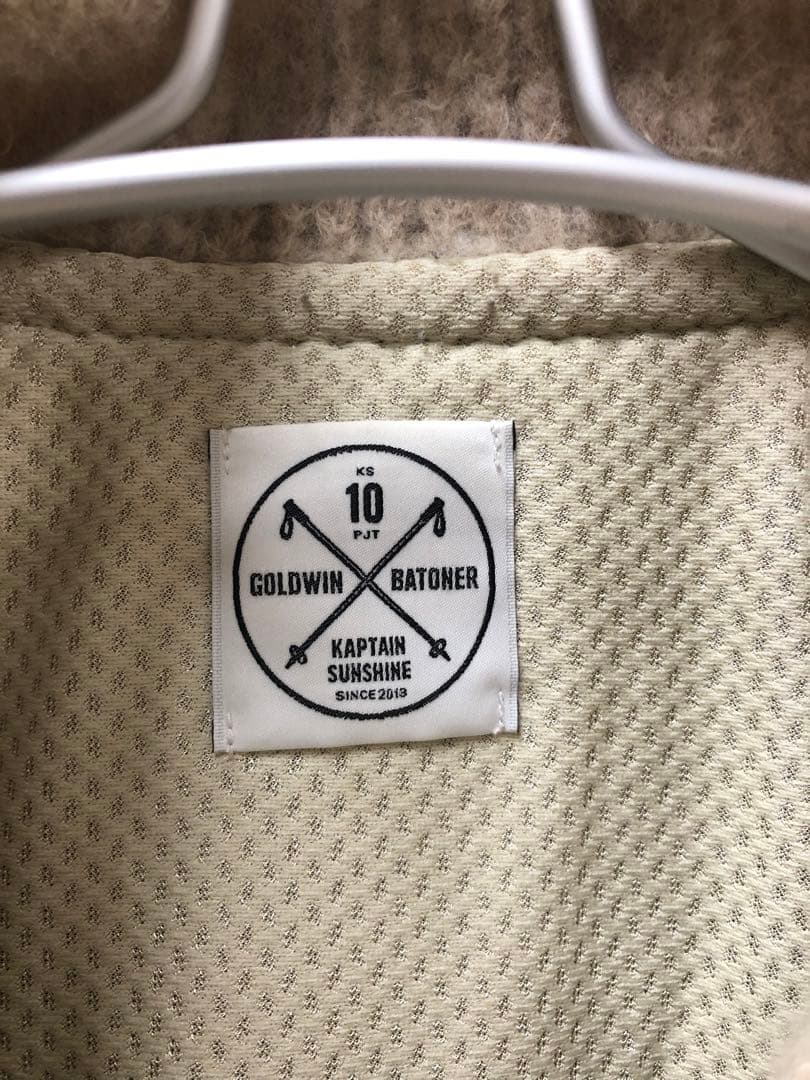 KS
10
PJT
GOLDWIN BATONER
KAPTAIN
SUNSHINE
SINCE 2013